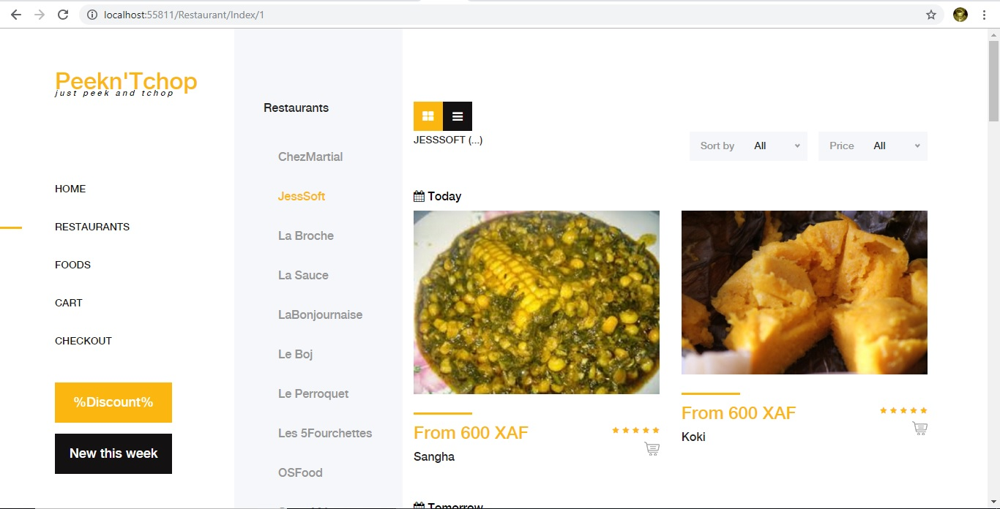 localhost:55811/Restaurant/Index/1
Peekn'Tchop
just peek and tchop
HOME
RESTAURANTS
FOODS
CART
CHECKOUT
%Discount%
New this week
Restaurants
ChezMartial
JessSoft
La Broche
La Sauce
LaBonjournaise
Le Boj
Le Perroquet
Les 5Fourchettes
OSFood
JESSSOFT (...)
Sort by All
Price All
Today
From 600 XAF
Sangha
From 600 XAF
Koki
Tomorrow